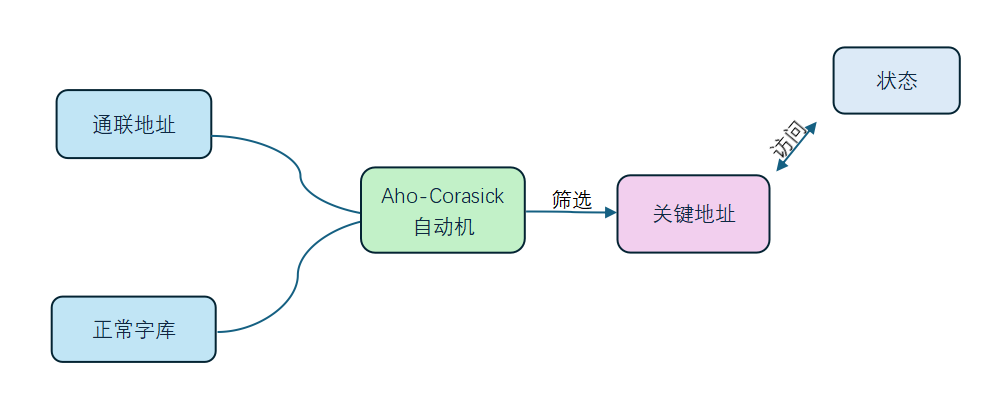 状态
通联地址
访问
Aho-Corasick
自动机
筛选
关键地址
正常字库